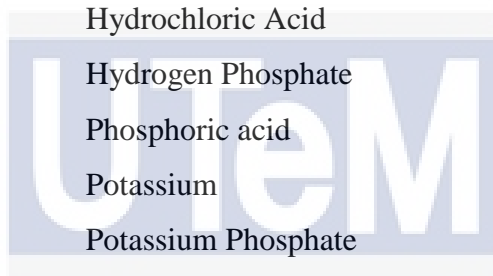 Hydrochloric Acid
Hydrogen Phosphate
Phosphoric acid
Potassium
Potassium Phosphate
UTeM